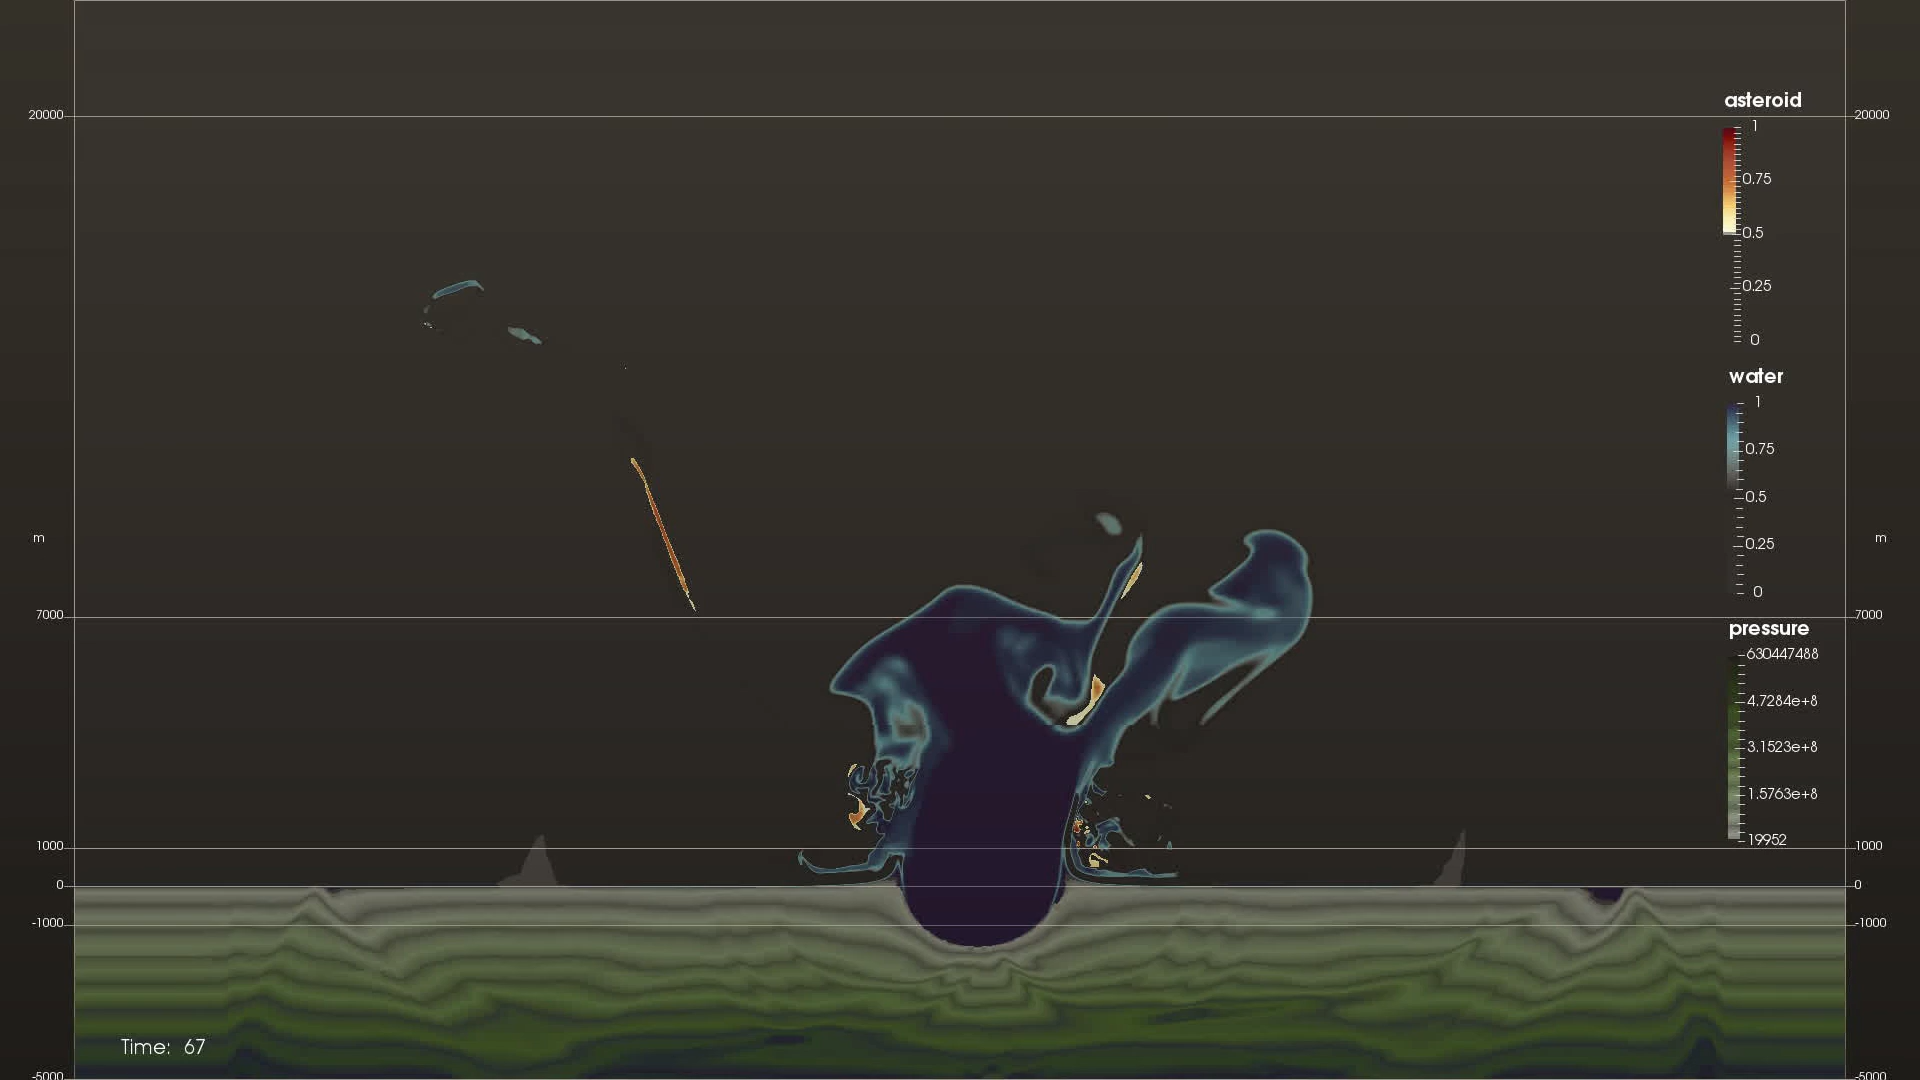 asteroid
20000
20000
1
0.75
0.5
0.25
0
water
1
0.75
0.5
m
m
0.25
0
7000
7000
pressure
630447488
4.7284e+8
3.1523e+8
1.5763e+8
19952
1000
1000
0
0
-1000
-1000
Time: 67
-5000
-5000